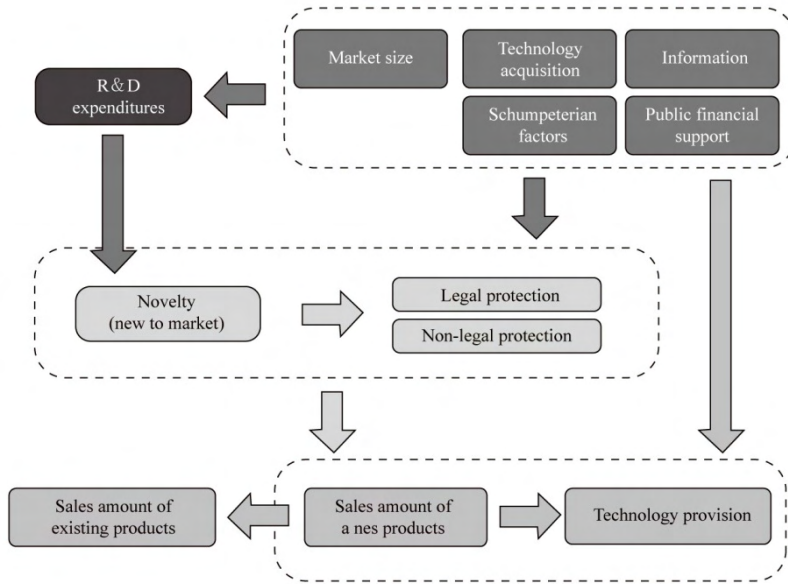 Market size
Technology
acquisition
Information
R&D
expenditures
Schumpeterian
factors
Public financial
support
Novelty
(new to market)
Legal protection
Non-legal protection
Sales amount of
existing products
Sales amount of
a nes products
Technology provision